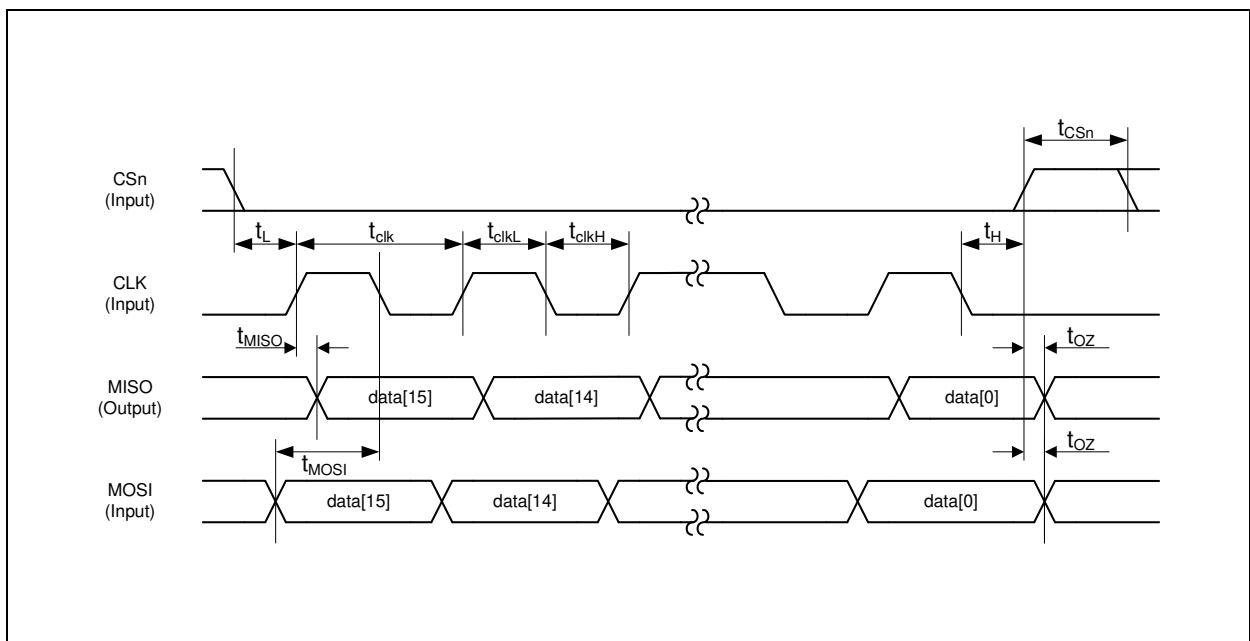 tCSn
CSn
(Input)
tL
tclk
tclkL
tclkH
tH
CLK
(Input)
tMISO
tOZ
MISO
(Output)
data[15]
data[14]
data[0]
tMOSI
tOZ
MOSI
(Input)
data[15]
data[14]
data[0]